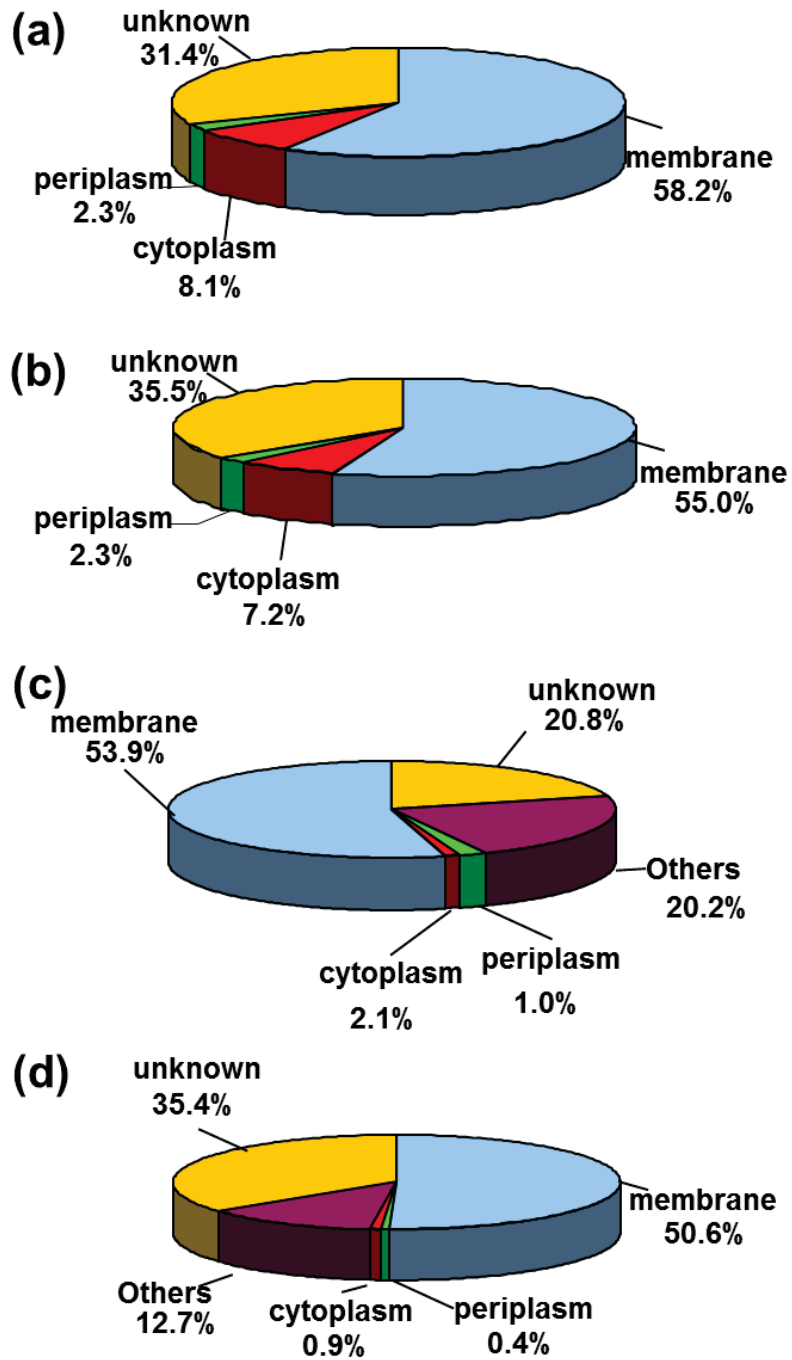 (a)
unknown
31.4%
membrane
58.2%
periplasm
2.3%
cytoplasm
8.1%
(b)
unknown
35.5%
membrane
55.0%
periplasm
2.3%
cytoplasm
7.2%
(c)
membrane
53.9%
unknown
20.8%
Others
20.2%
cytoplasm
2.1%
periplasm
1.0%
(d)
unknown
35.4%
membrane
50.6%
Others
12.7%
cytoplasm
0.9%
periplasm
0.4%